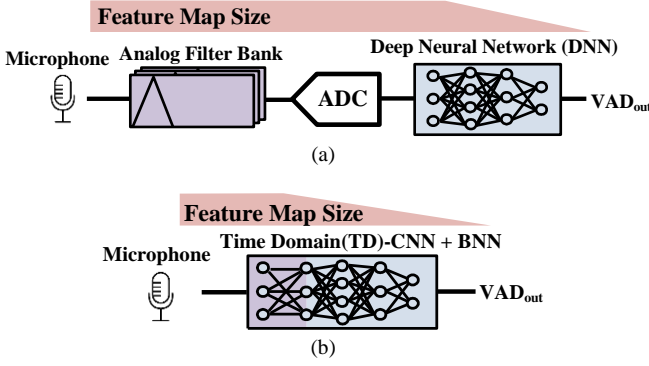 Feature Map Size
Deep Neural Network (DNN)
Microphone
Analog Filter Bank
ADC
VADout
(a)
Feature Map Size
Time Domain(TD)-CNN + BNN
Microphone
VADout
(b)